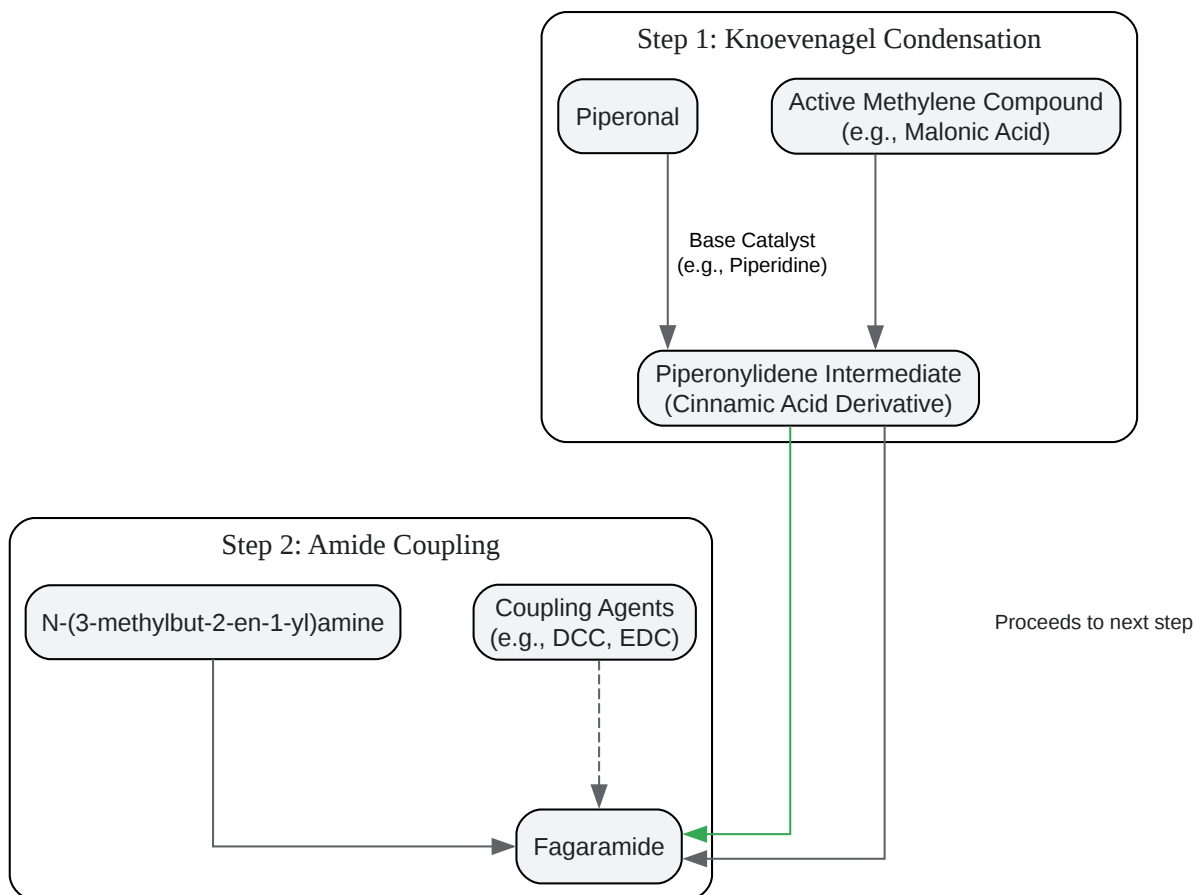 Step 1: Knoevenagel Condensation
Piperonal
Active Methylene Compound
(e.g., Malonic Acid)
Base Catalyst
(e.g., Piperidine)
Piperonylidene Intermediate
(Cinnamic Acid Derivative)
Step 2: Amide Coupling
N-(3-methylbut-2-en-1-yl)amine
Coupling Agents
(e.g., DCC, EDC)
Proceeds to next step
Fagaramide